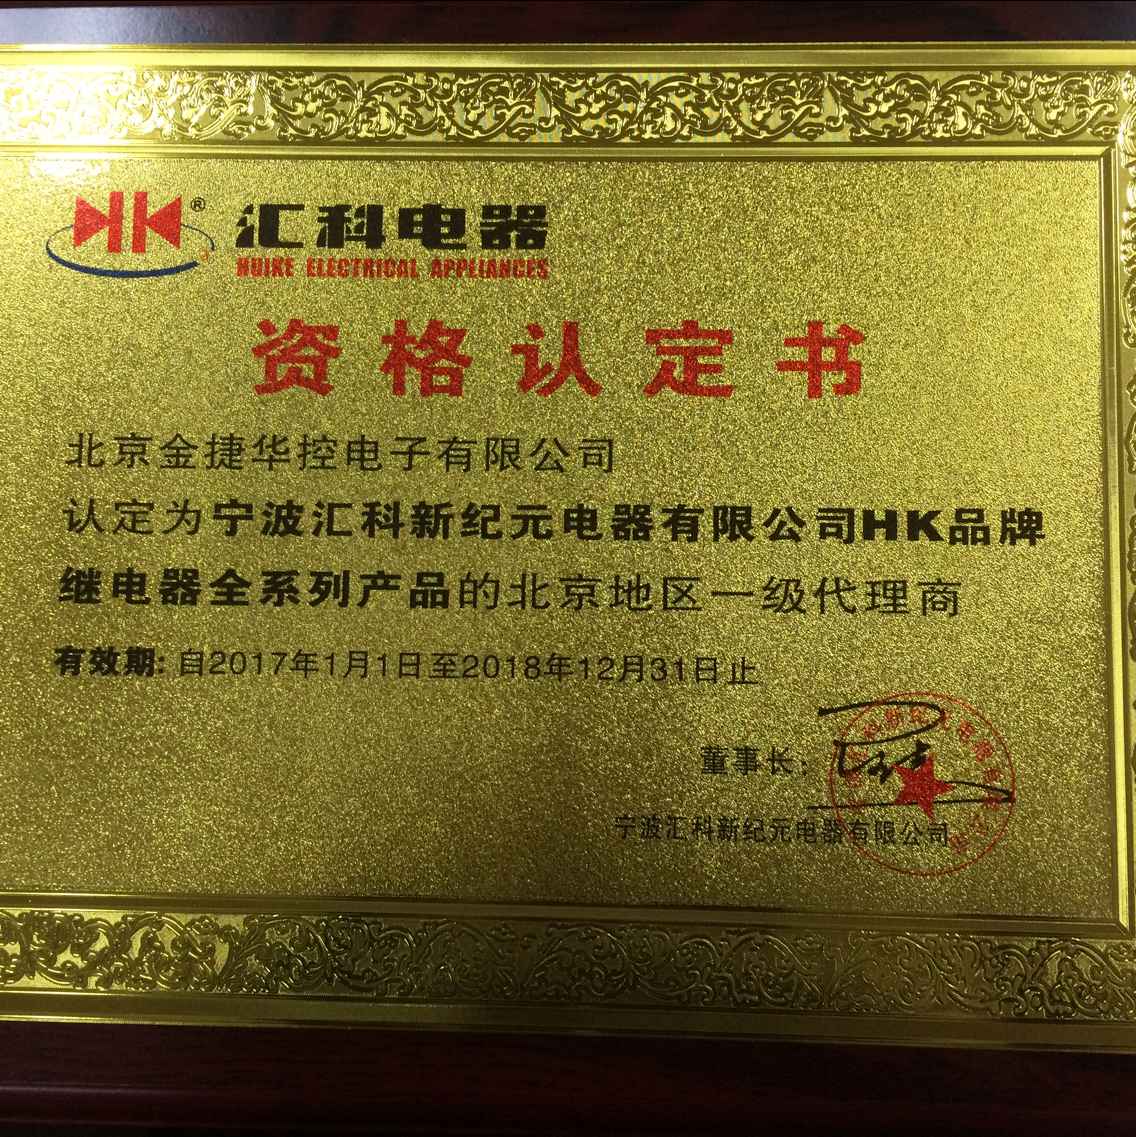 HK®
汇科电器
HUIKE ELECTRICAL APPLIANCES
资格认定书
北京金捷华控电子有限公司
认定为宁波汇科新纪元电器有限公司HK品牌
继电器全系列产品的北京地区一级代理商
有效期: 自2017年1月1日至2018年12月31日止
董事长:
宁波汇科新纪元电器有限公司